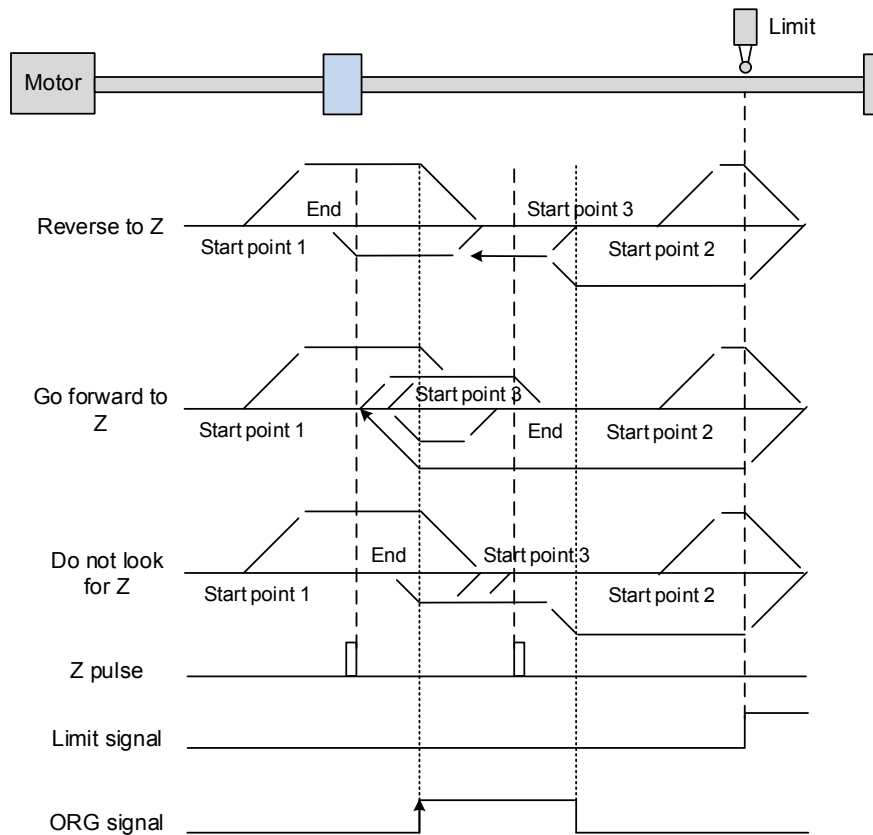 Limit
Motor
Reverse to Z
End
Start point 3
Start point 1
Start point 2
Go forward to
Z
Start point 3
Start point 1
End
Start point 2
Do not look
for Z
End
Start point 3
Start point 1
Start point 2
Z pulse
Limit signal
ORG signal